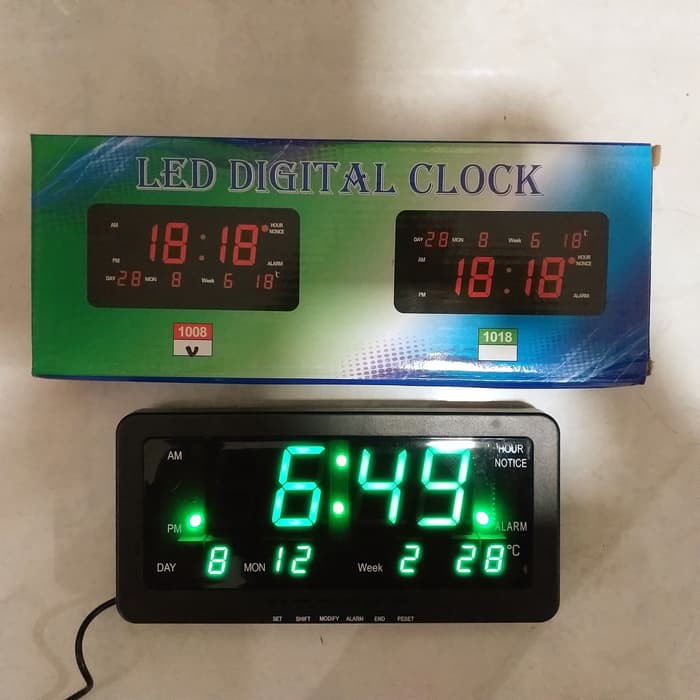 LED DIGITAL CLOCK
AM 18:18 HOUR NONCE
PM ALARM
DAY 28 MON 8 Week 6 18 ℃
1008
V
DAY 28 MON 8 Week 6 18 ℃
AM 18:18 HOUR NONCE
PM ALARM
1018
AM 6:49 HOUR NOTICE
PM ALARM
DAY 8 MON 12 Week 2 28 °C
SET SHIFT MODIFY ALARM END RESET